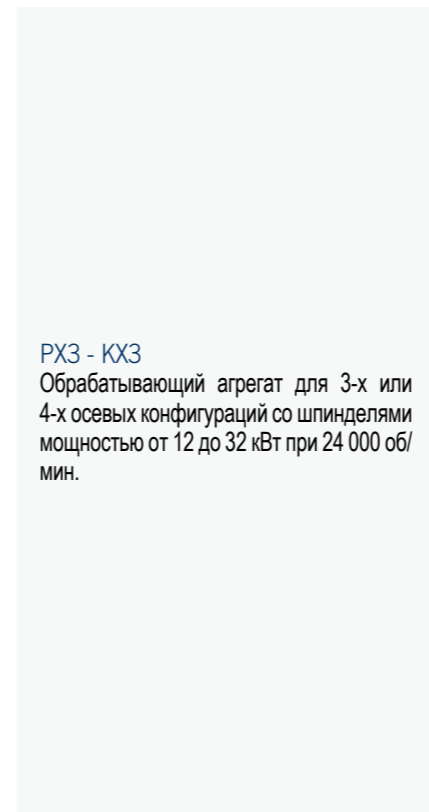 PX3 - KX3
Обрабатывающий агрегат для 3-х или
4-х осевых конфигураций со шпинделями
мощностью от 12 до 32 кВт при 24 000 об/
мин.